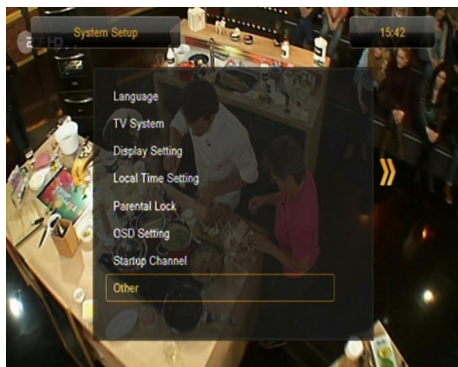 System Setup
15:42
Language
TV System
Display Setting
Local Time Setting
Parental Lock
OSD Setting
Startup Channel
Other